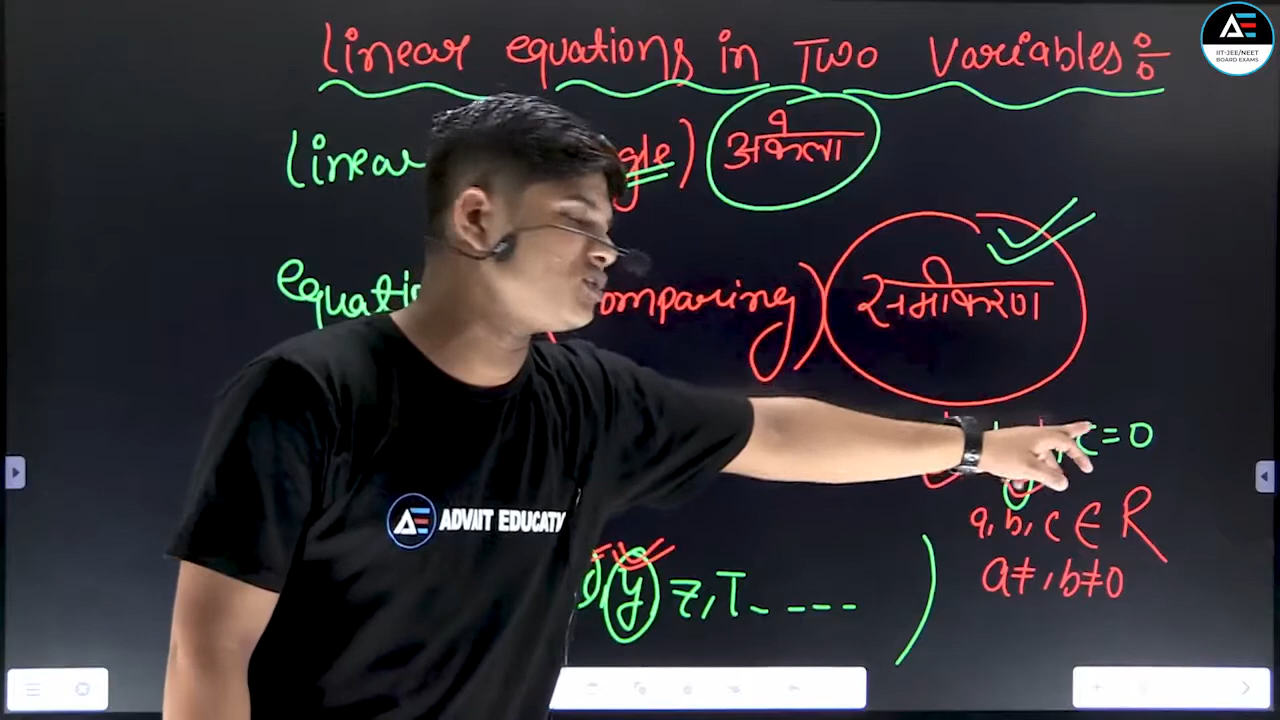 linear equations in Two Variables
linear gle) अकेला
equatio omparing) समीकरण
c=0
a, b, c ∈ R
a≠, b≠0
y z, T - - - - )
ADVAIT EDUCATI
AE
IIT-JEE/NEET
BOARD EXAMS